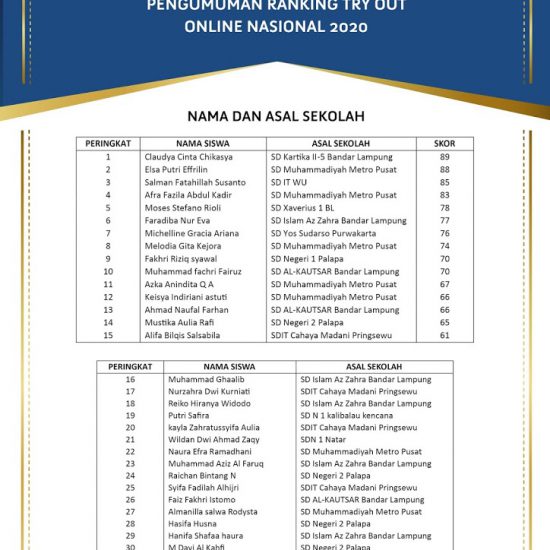 PENGUMUMAN RANKING TRY OUT
ONLINE NASIONAL 2020
NAMA DAN ASAL SEKOLAH
PERINGKAT NAMA SISWA ASAL SEKOLAH SKOR
1 Claudya Cinta Chikasya SD Kartika II-5 Bandar Lampung 89
2 Elsa Putri Effrilin SD Muhammadiyah Metro Pusat 88
3 Salman Fatahillah Susanto SD IT WU 85
4 Afra Fazila Abdul Kadir SD Muhammadiyah Metro Pusat 83
5 Moses Stefano Rioli SD Xaverius 1 BL 78
6 Faradiba Nur Eva SD Islam Az Zahra Bandar Lampung 77
7 Michelline Gracia Ariana SD Yos Sudarso Purwakarta 76
8 Melodia Gita Kejora SD Muhammadiyah Metro Pusat 74
9 Fakhri Riziq syawal SD Negeri 1 Palapa 70
10 Muhammad fachri Fairuz SD AL-KAUTSAR Bandar Lampung 70
11 Azka Anindita Q A SD Muhammadiyah Metro Pusat 67
12 Keisya Indiriani astuti SD Muhammadiyah Metro Pusat 66
13 Ahmad Naufal Farhan SD AL-KAUTSAR Bandar Lampung 66
14 Mustika Aulia Rafi SD Negeri 2 Palapa 65
15 Alifa Bilqis Salsabila SDIT Cahaya Madani Pringsewu 61
PERINGKAT NAMA SISWA ASAL SEKOLAH
16 Muhammad Ghaalib SD Islam Az Zahra Bandar Lampung
17 Nurzahra Dwi Kurniati SDIT Cahaya Madani Pringsewu
18 Reiko Hiranya Widodo SD Islam Az Zahra Bandar Lampung
19 Putri Safira SD N 1 kalibalau kencana
20 kayla Zahratussyifa Aulia SDIT Cahaya Madani Pringsewu
21 Wildan Dwi Ahmad Zaqy SDN 1 Natar
22 Naura Efra Ramadhani SD Muhammadiyah Metro Pusat
23 Muhammad Aziz Al Faruq SD Islam Az Zahra Bandar Lampung
24 Raichan Bintang N SD Negeri 2 Palapa
25 Syifa Fadilah Alhijri SDIT Cahaya Madani Pringsewu
26 Faiz Fakhri Istomo SD AL-KAUTSAR Bandar Lampung
27 Almanilla salwa Rodysta SD Muhammadiyah Metro Pusat
28 Hasifa Husna SD Negeri 2 Palapa
29 Hanifa Shafaa haura SD Islam Az Zahra Bandar Lampung
30 M Davi Al Kahfi SD Negeri 2 Palapa